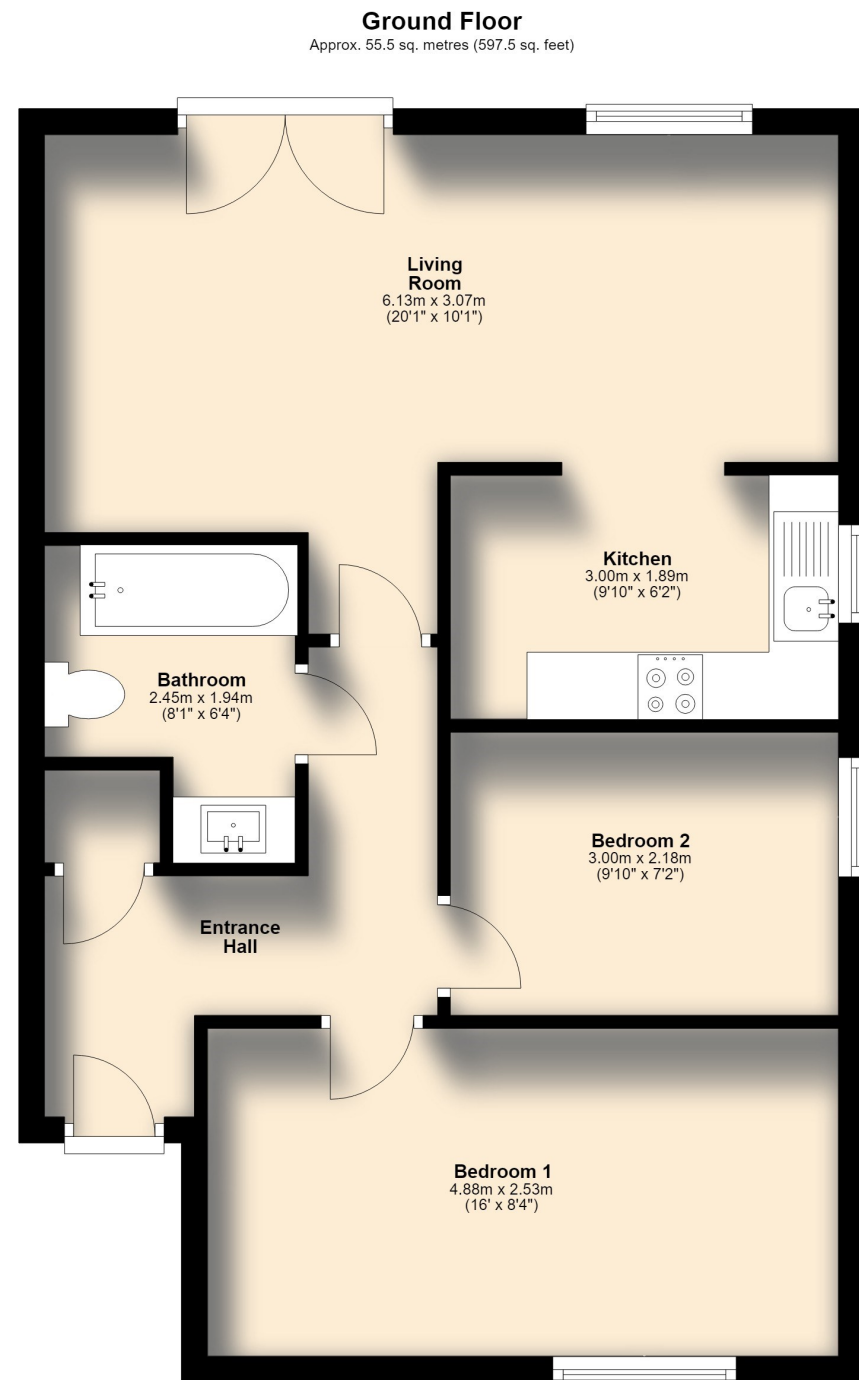 Ground Floor
Approx. 55.5 sq. metres (597.5 sq. feet)
Living
Room
6.13m x 3.07m
(20'1" x 10'1")
Kitchen
3.00m x 1.89m
(9'10" x 6'2")
Bathroom
2.45m x 1.94m
(8'1" x 6'4")
Bedroom 2
3.00m x 2.18m
(9'10" x 7'2")
Entrance
Hall
Bedroom 1
4.88m x 2.53m
(16' x 8'4")